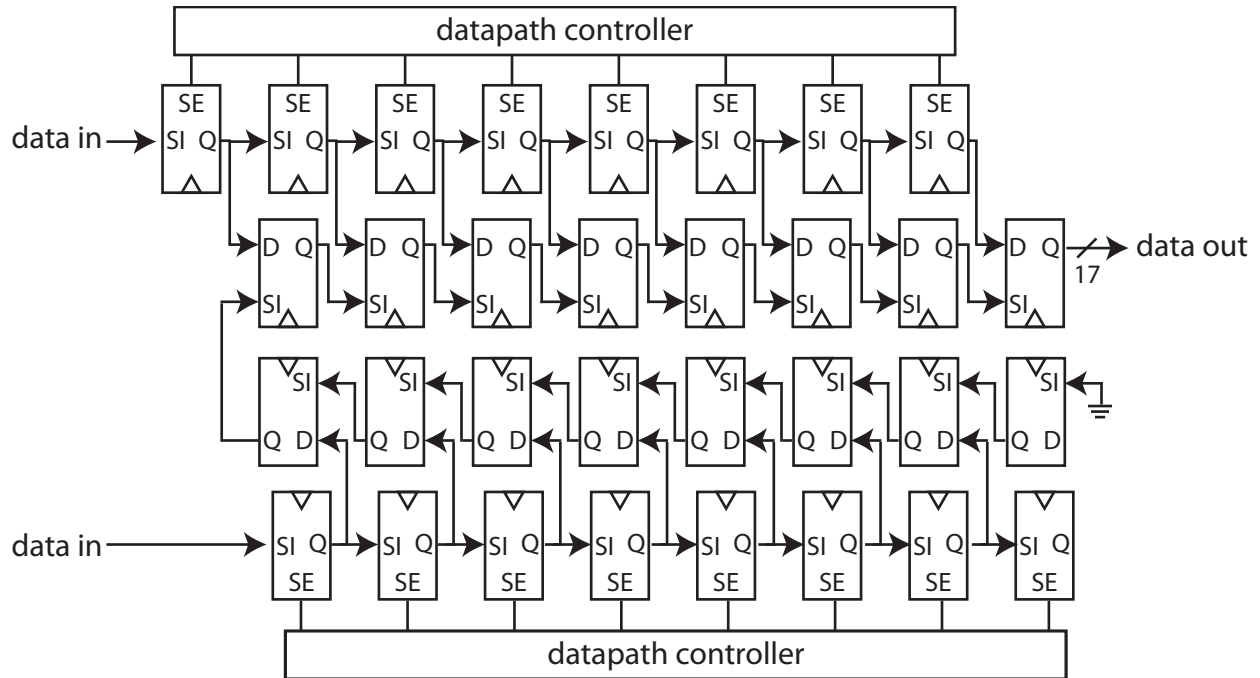 datapath controller
SE SE SE SE SE SE SE SE
data in SI Q SI Q SI Q SI Q SI Q SI Q SI Q SI Q
D Q D Q D Q D Q D Q D Q D Q D Q data out
17
SI SI SI SI SI SI SI SI
SI SI SI SI SI SI SI SI
Q D Q D Q D Q D Q D Q D Q D Q D
data in SI Q SI Q SI Q SI Q SI Q SI Q SI Q SI Q
SE SE SE SE SE SE SE SE
datapath controller